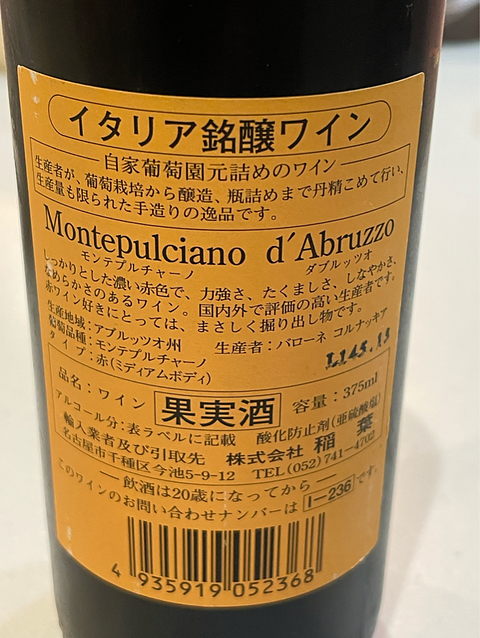 イタリア銘醸ワイン
自家葡萄園元詰めのワイン
生産者が、葡萄栽培から醸造、瓶詰めまで丹精こめて行い、
生産量も限られた手造りの逸品です。
Montepulciano d´Abruzzo
モンテプルチャーノ ダブルッツオ
しっかりとした濃い赤色で、力強さ、たくましさ、しなやかさ、
なめらかさのあるワイン。国内外で評価の高い生産者です。
赤ワイン好きにとっては、まさしく掘り出し物です。
生産地域：アブルッツオ州 生産者：バローネ コルナッキア
葡萄品種：モンテプルチャーノ
タイプ：赤(ミディアムボディ)
L145.13
品名：ワイン 果実酒 容量：375ml
アルコール分：表ラベルに記載 酸化防止剤(亜硫酸塩)
輸入業者及び引取先 株式会社 稲葉
名古屋市千種区今池5-9-12 TEL(052)741-4702
飲酒は20歳になってから
このワインのお問い合わせナンバーは I-236 です。
4 935919 052368